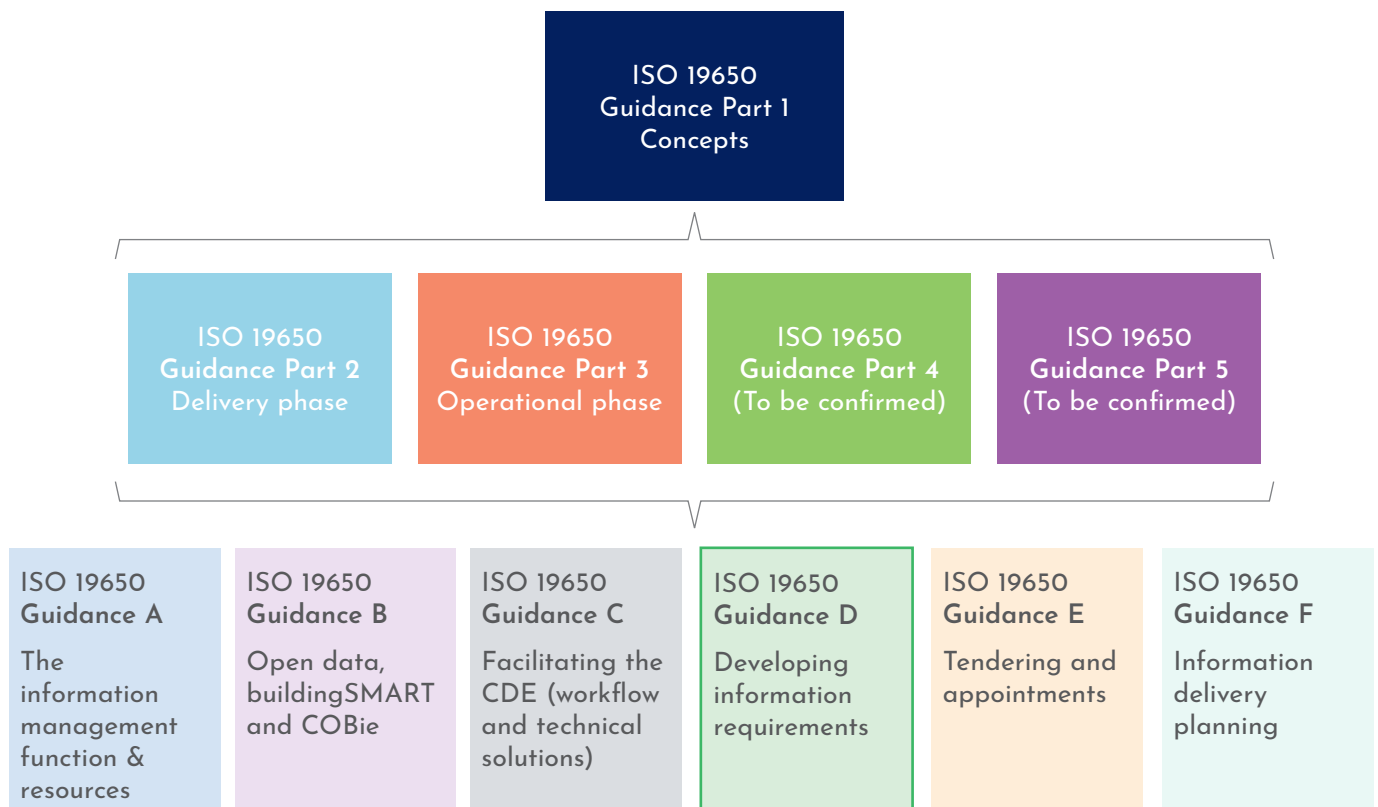 ISO 19650
Guidance Part 1
Concepts
ISO 19650
Guidance Part 2
Delivery phase
ISO 19650
Guidance Part 3
Operational phase
ISO 19650
Guidance Part 4
(To be confirmed)
ISO 19650
Guidance Part 5
(To be confirmed)
ISO 19650
Guidance A
The
information
management
function &
resources
ISO 19650
Guidance B
Open data,
buildingSMART
and COBie
ISO 19650
Guidance C
Facilitating the
CDE (workflow
and technical
solutions)
ISO 19650
Guidance D
Developing
information
requirements
ISO 19650
Guidance E
Tendering and
appointments
ISO 19650
Guidance F
Information
delivery
planning